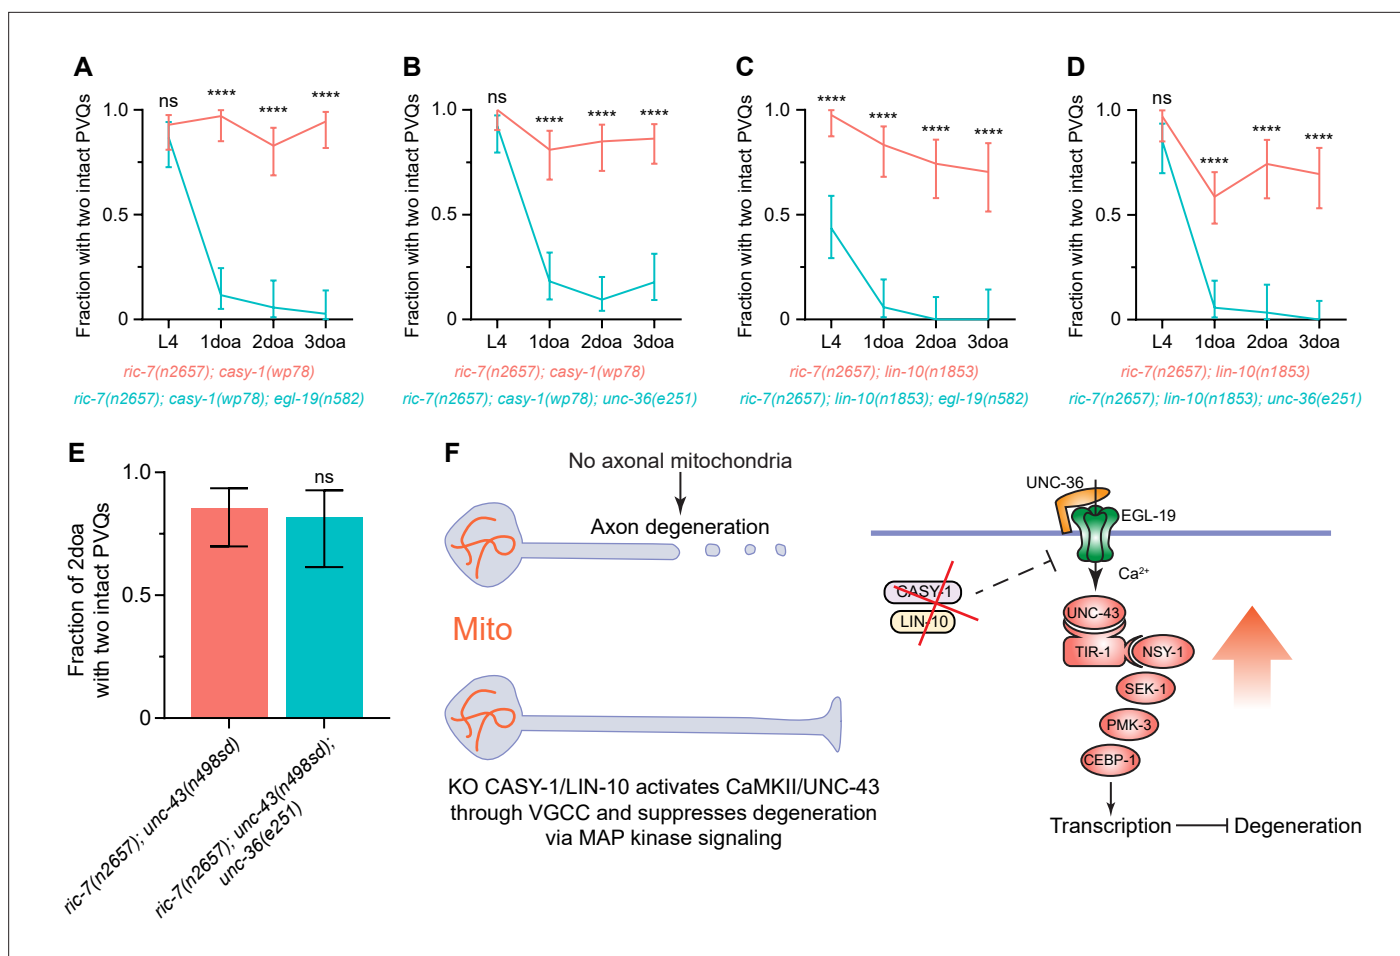 A
Fraction with two intact PVQs
1.0
0.5
0
ns
****
****
****
L4
1doa
2doa
3doa
ric-7(n2657); casy-1(wp78)
ric-7(n2657); casy-1(wp78); egl-19(n582)
B
Fraction with two intact PVQs
1.0
0.5
0
ns
****
****
****
L4
1doa
2doa
3doa
ric-7(n2657); casy-1(wp78)
ric-7(n2657); casy-1(wp78); unc-36(e251)
C
Fraction with two intact PVQs
1.0
0.5
0
****
****
****
****
L4
1doa
2doa
3doa
ric-7(n2657); lin-10(n1853)
ric-7(n2657); lin-10(n1853); egl-19(n582)
D
Fraction with two intact PVQs
1.0
0.5
0
ns
****
****
****
L4
1doa
2doa
3doa
ric-7(n2657); lin-10(n1853)
ric-7(n2657); lin-10(n1853); unc-36(e251)
E
Fraction of 2doa
with two intact PVQs
1.0
0.5
0
ns
ric-7(n2657); unc-43(n498sd)
ric-7(n2657); unc-43(n498sd);
unc-36(e251)
F
No axonal mitochondria
Axon degeneration
Mito
KO CASY-1/LIN-10 activates CaMKII/UNC-43
through VGCC and suppresses degeneration
via MAP kinase signaling
UNC-36
EGL-19
Ca²⁺
CASY-1
LIN-10
UNC-43
TIR-1
NSY-1
SEK-1
PMK-3
CEBP-1
Transcription
Degeneration